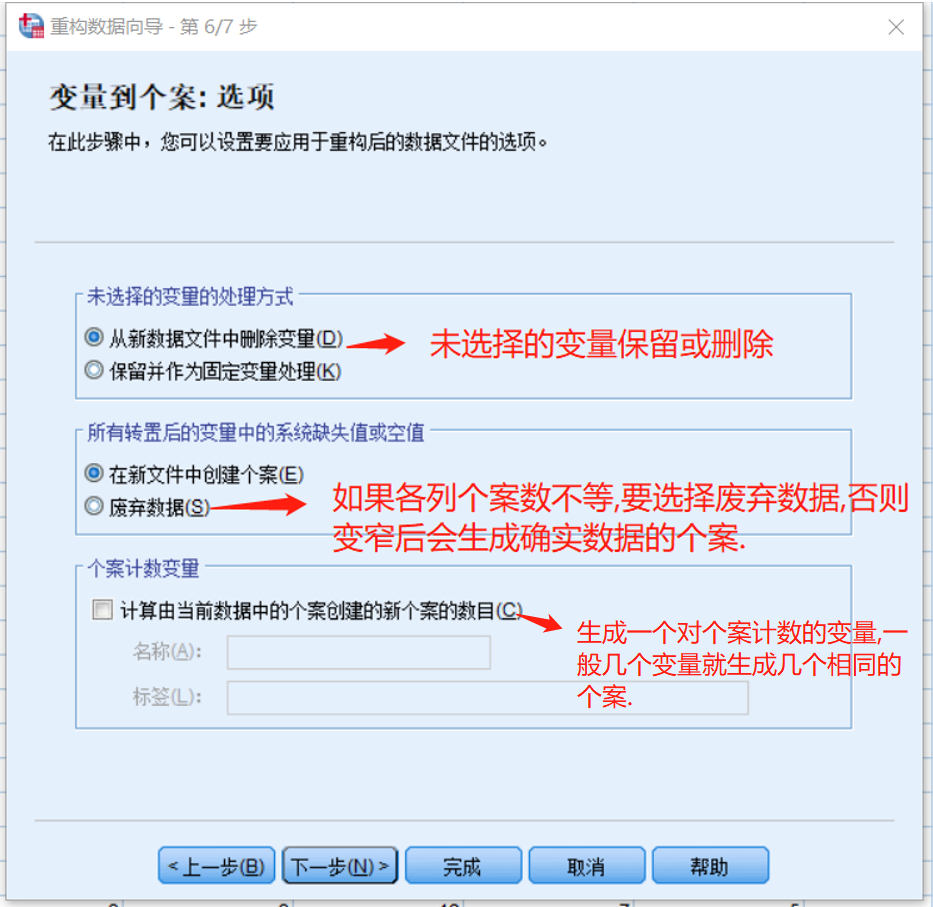 重构数据向导 - 第 6/7 步
变量到个案: 选项
在此步骤中，您可以设置要应用于重构后的数据文件的选项。
未选择的变量的处理方式
从新数据文件中删除变量(D)
未选择的变量保留或删除
保留并作为固定变量处理(K)
所有转置后的变量中的系统缺失值或空值
在新文件中创建个案(E)
废弃数据(S)
如果各列个案数不等,要选择废弃数据,否则
变窄后会生成确实数据的个案.
个案计数变量
计算由当前数据中的个案创建的新个案的数目(C)
生成一个对个案计数的变量,一
般几个变量就生成几个相同的
个案.
名称(A):
标签(L):
< 上一步(B)
下一步(N) >
完成
取消
帮助